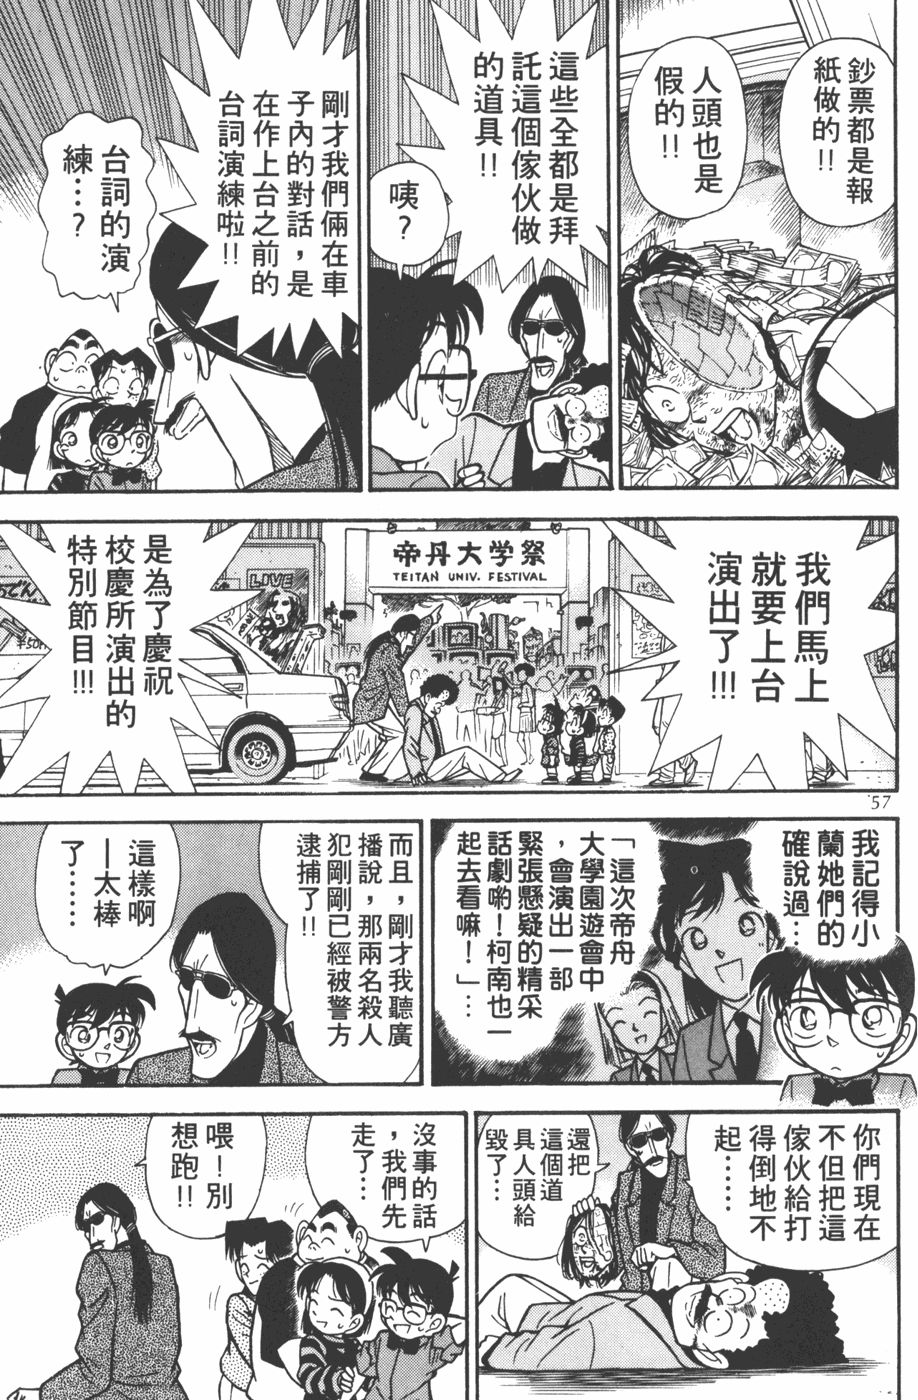 鈔票都是報
紙做的!!
人頭也是
假的!!
這些全都是拜
託這個傢伙做
的道具!!
咦?
剛才我們倆在車
子內的對話，是
在作上台之前的
台詞演練啦!!
台詞的演
練…?
我們馬上
就要上台
演出了!!!
帝丹大学祭
TEITAN UNIV. FESTIVAL
LIVE
是為了慶祝
校慶所演出的
特別節目!!!
57
我記得小
蘭她們的
確說過…
「這次帝舟
大學園遊會中
，會演出一部
緊張懸疑的精采
話劇喲!柯南也一
起去看嘛!」…
而且，剛才我聽廣
播說，那兩名殺人
犯剛剛已經被警方
逮捕了!!
這樣啊
—太棒
了……
你們現在
不但把這
傢伙給打
得倒地不
起……
還把
這個道
具人頭給
毀了…
沒事的話
，我們先
走了…
喂!別
想跑!!